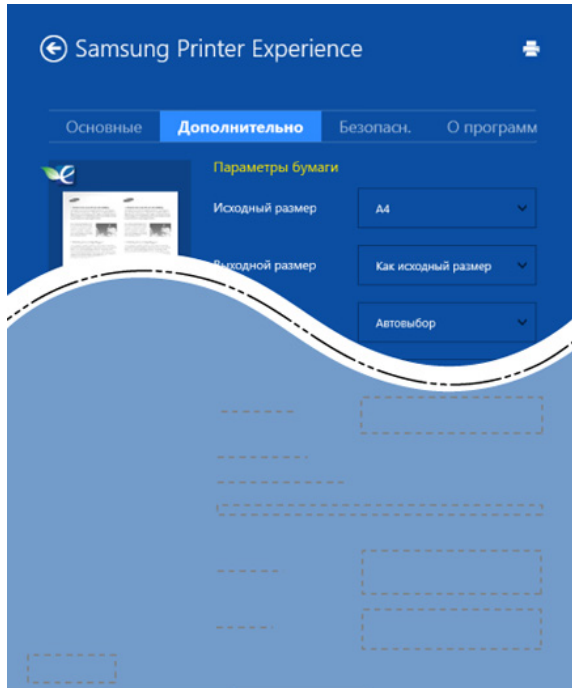 Samsung Printer Experience
Основные Дополнительно Безопасн. О программ
Параметры бумаги
Исходный размер A4
Выходной размер Как исходный размер
Автовыбор